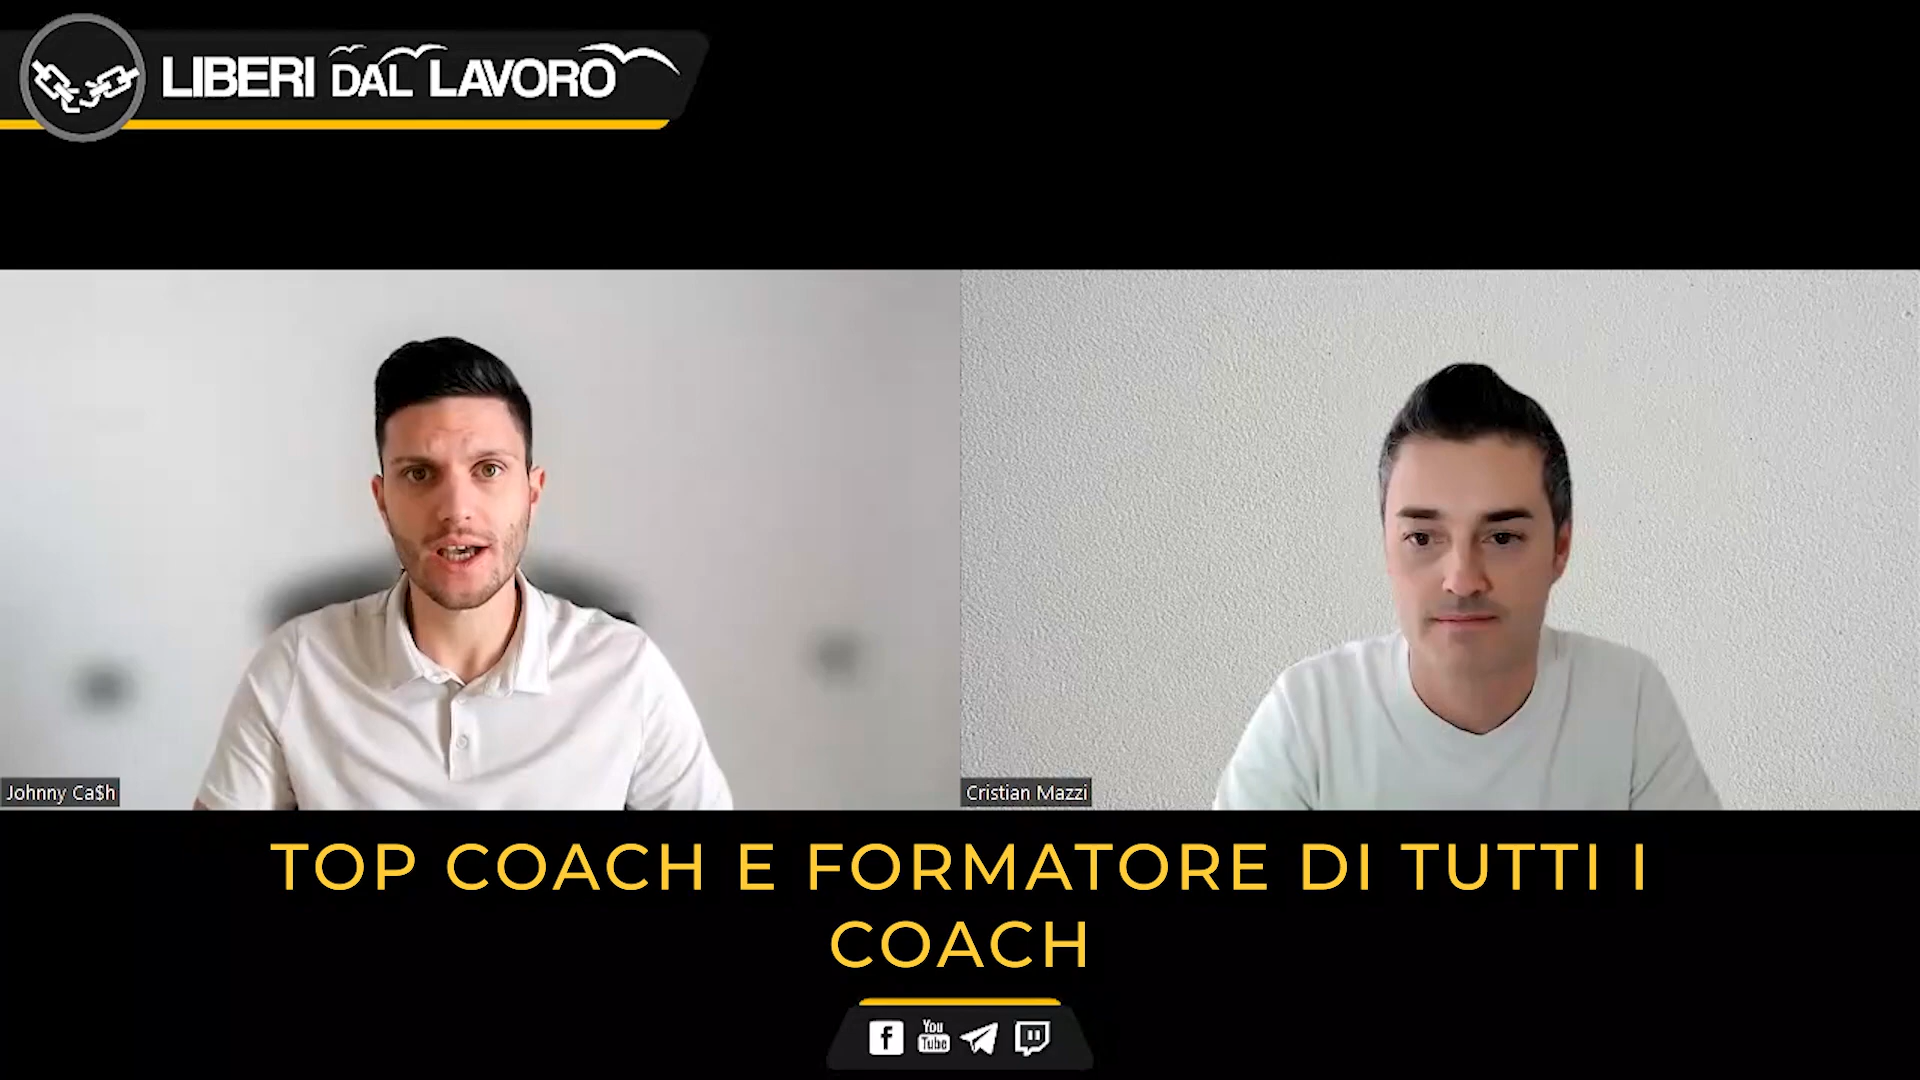 LIBERI DAL LAVORO
Johnny Ca$h
Cristian Mazzi
TOP COACH E FORMATORE DI TUTTI I
COACH
f
You
Tube